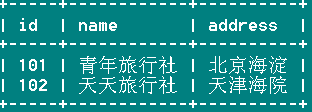 id name address
101 青年旅行社 北京海淀
102 天天旅行社 天津海院